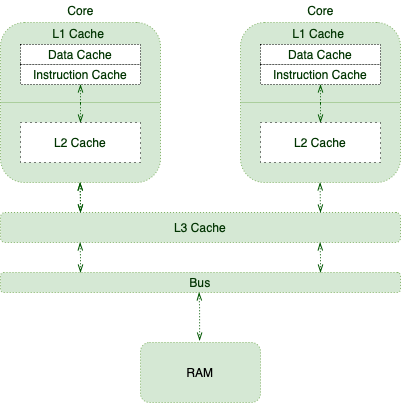 Core
Core
L1 Cache
L1 Cache
Data Cache
Data Cache
Instruction Cache
Instruction Cache
L2 Cache
L2 Cache
L3 Cache
Bus
RAM